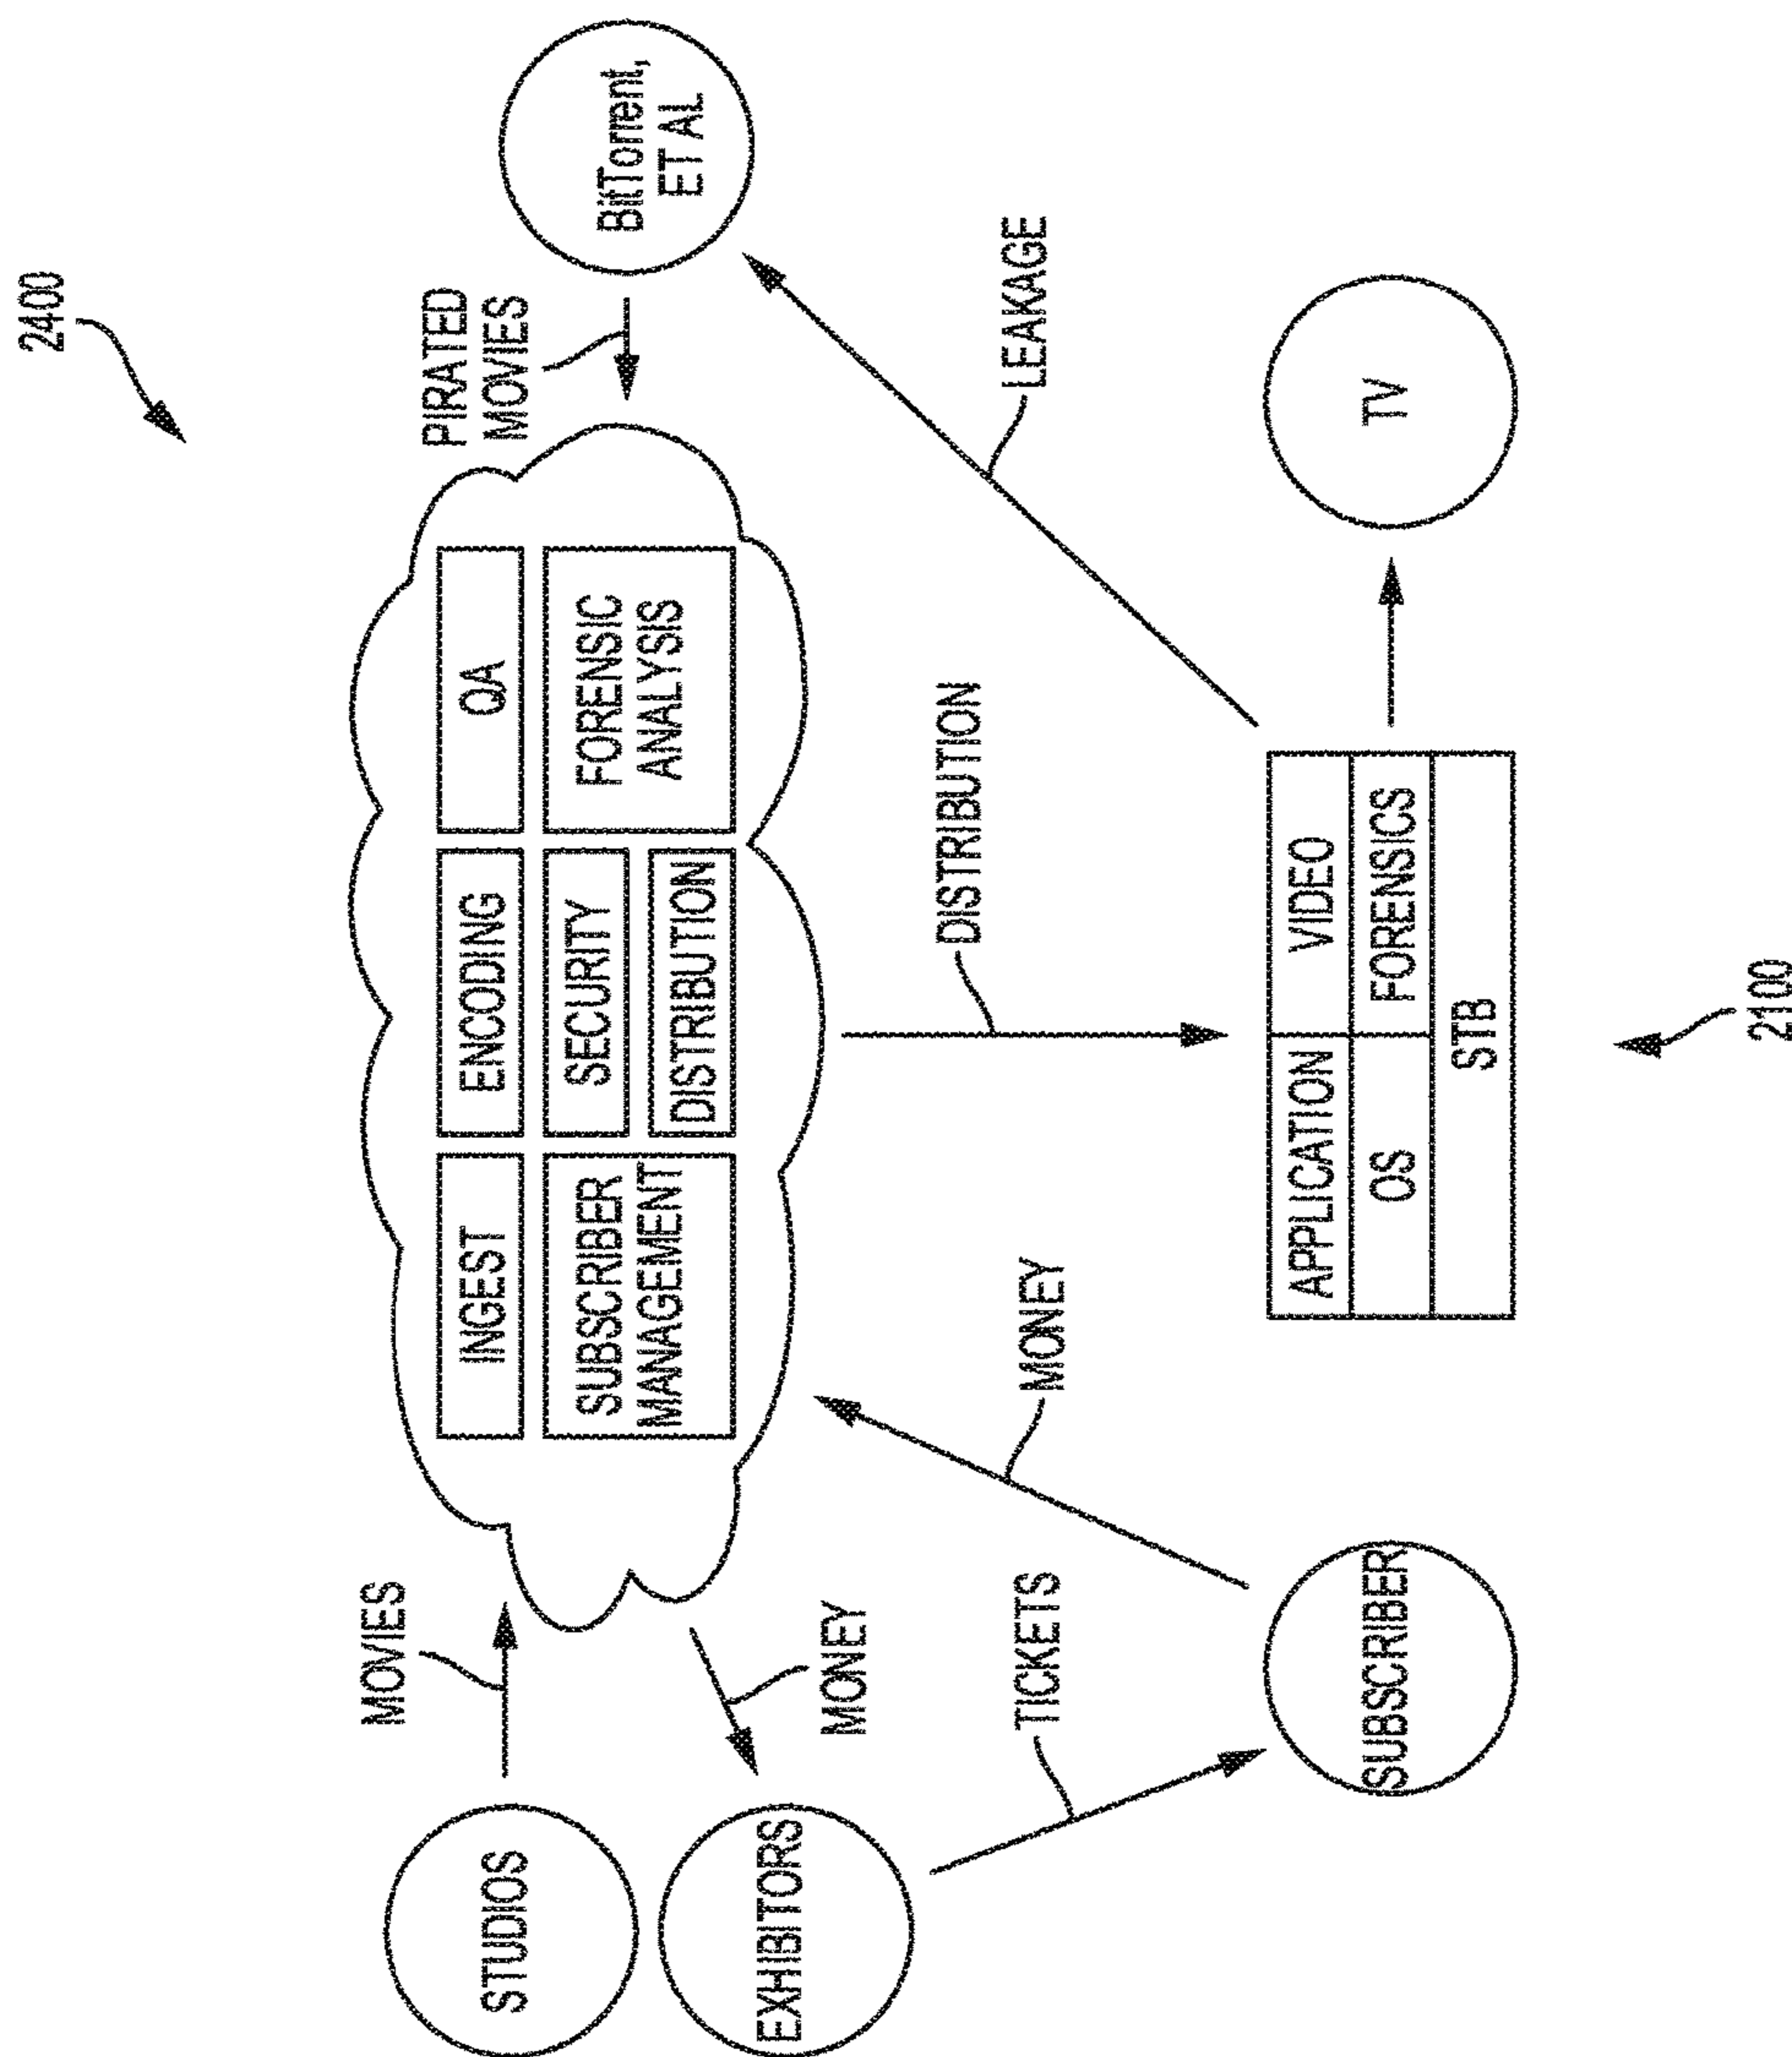 2400
MOVIES
PIRATED
MOVIES
STUDIOS
INGEST
ENCODING
QA
BitTorrent,
ET AL
SUBSCRIBER
MANAGEMENT
SECURITY
DISTRIBUTION
FORENSIC
ANALYSIS
EXHIBITORS
MONEY
TICKETS
MONEY
DISTRIBUTION
LEAKAGE
SUBSCRIBER
APPLICATION
VIDEO
OS
FORENSICS
STB
TV
2100